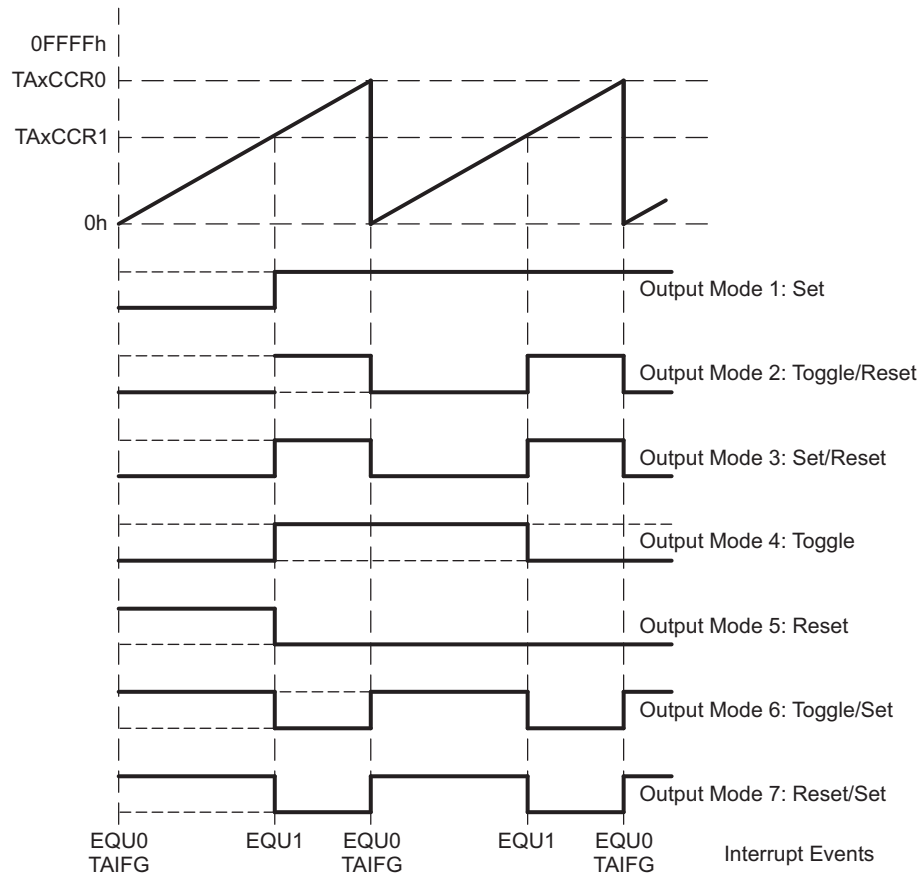 0FFFFh
TAxCCR0
TAxCCR1
0h
Output Mode 1: Set
Output Mode 2: Toggle/Reset
Output Mode 3: Set/Reset
Output Mode 4: Toggle
Output Mode 5: Reset
Output Mode 6: Toggle/Set
Output Mode 7: Reset/Set
EQU0 EQU1 EQU0 EQU1 EQU0
TAIFG TAIFG TAIFG
Interrupt Events